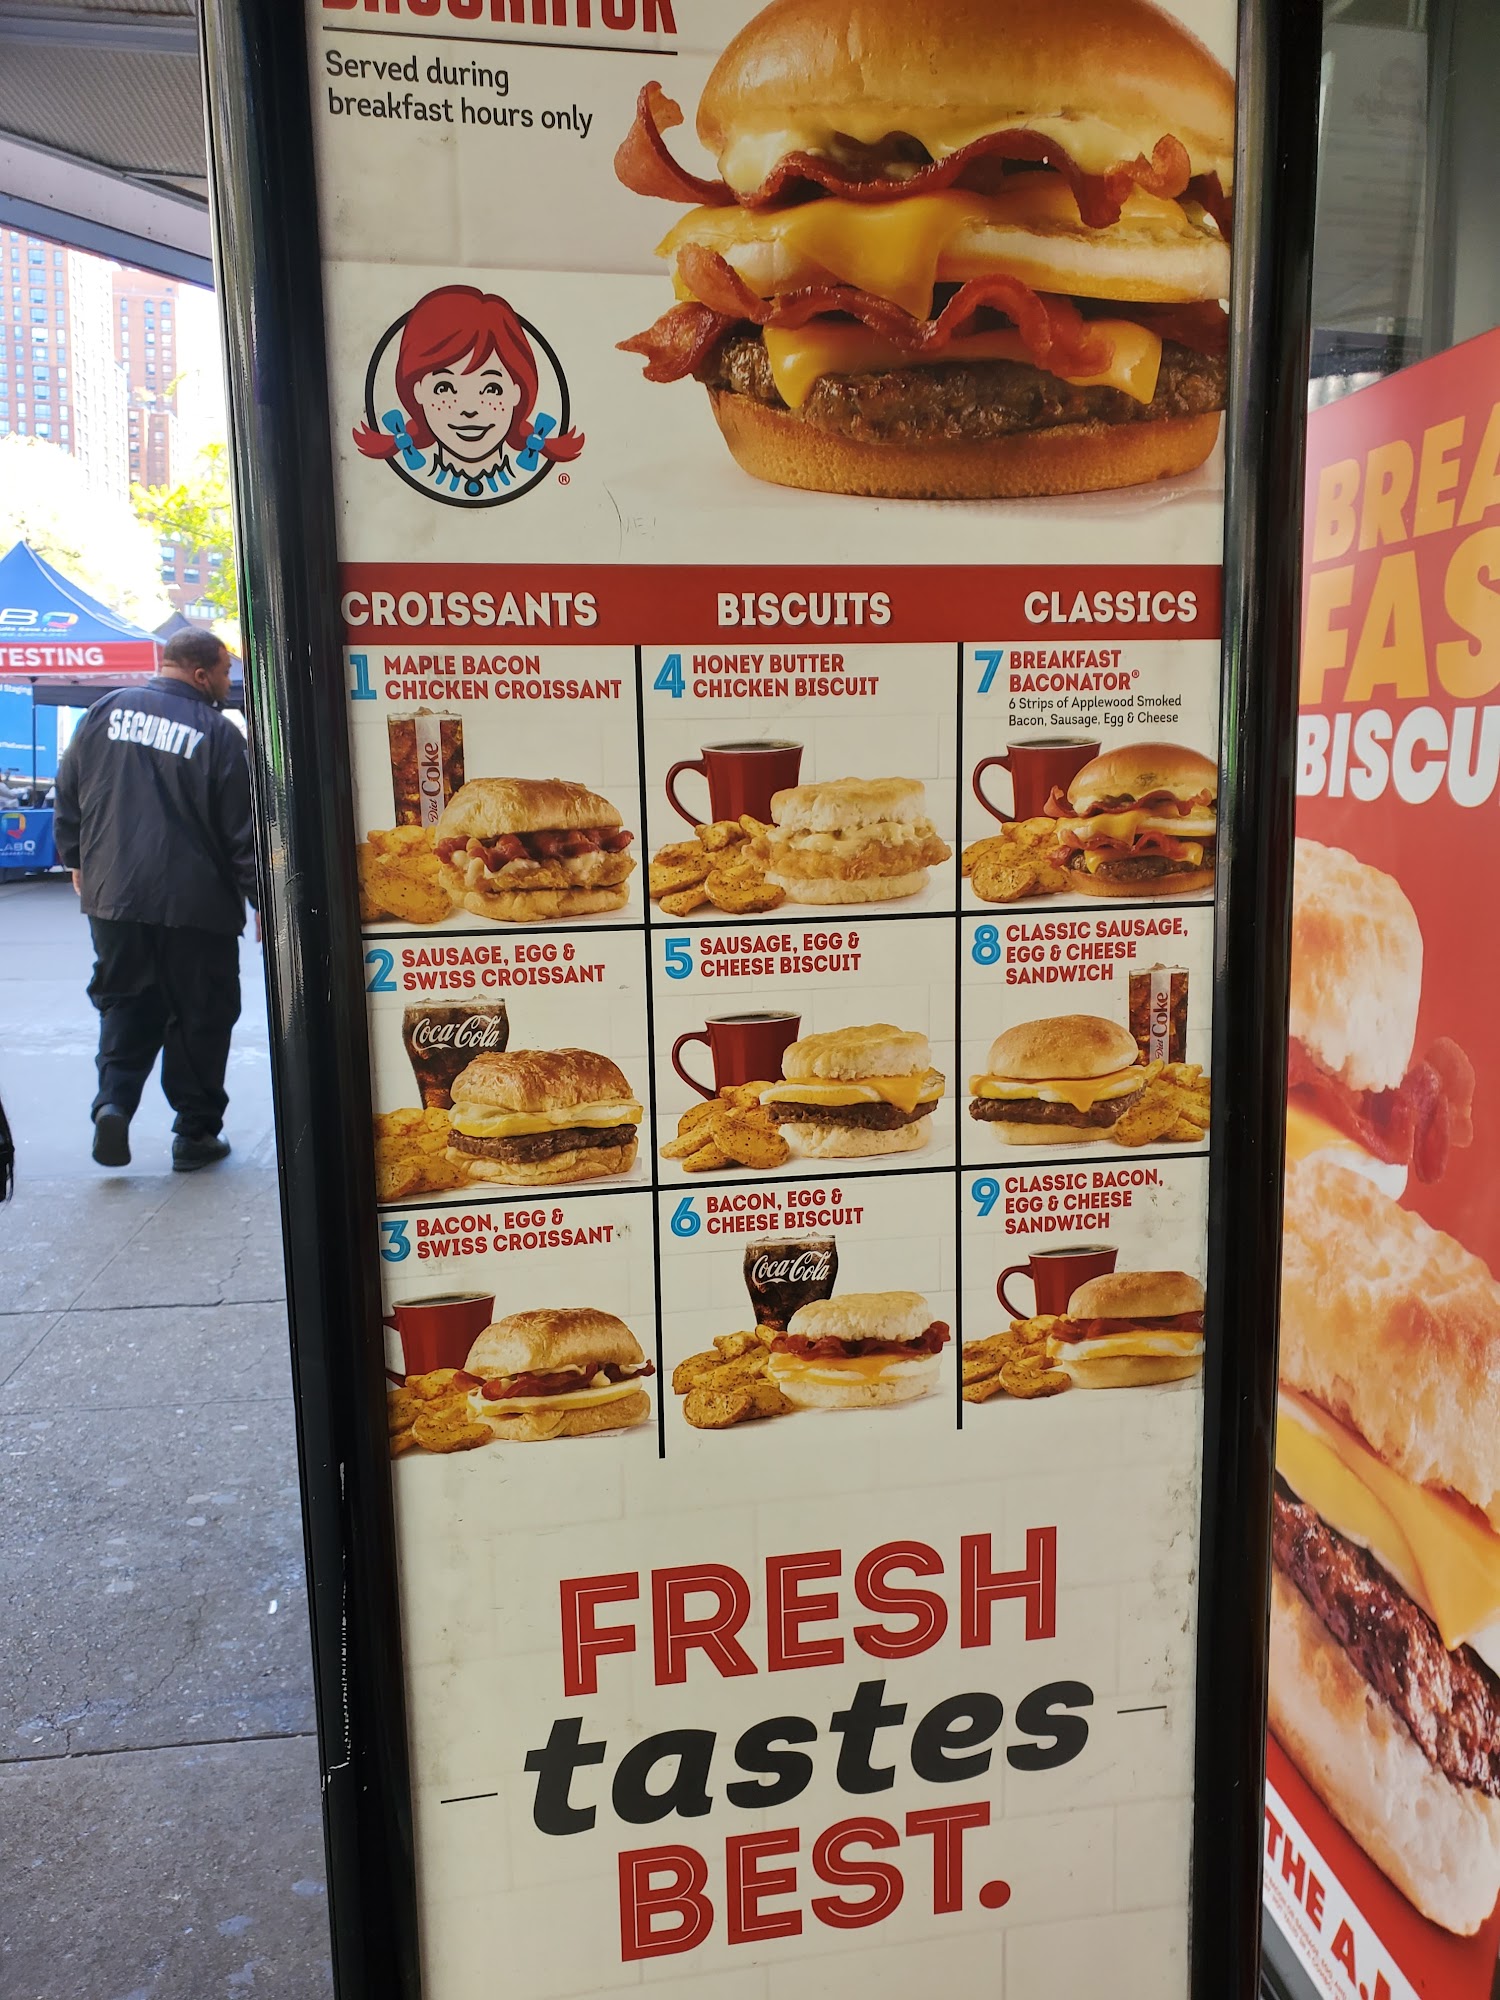 Served during
breakfast hours only
®
CROISSANTS
BISCUITS
CLASSICS
1 MAPLE BACON
CHICKEN CROISSANT
Diet Coke
4 HONEY BUTTER
CHICKEN BISCUIT
7 BREAKFAST
BACONATOR®
6 Strips of Applewood Smoked
Bacon, Sausage, Egg & Cheese
2 SAUSAGE, EGG &
SWISS CROISSANT
Coca-Cola
5 SAUSAGE, EGG &
CHEESE BISCUIT
8 CLASSIC SAUSAGE,
EGG & CHEESE
SANDWICH
Diet Coke
3 BACON, EGG &
SWISS CROISSANT
6 BACON, EGG &
CHEESE BISCUIT
Coca-Cola
9 CLASSIC BACON,
EGG & CHEESE
SANDWICH
FRESH
tastes
BEST.
SECURITY
TESTING
BREA
FAS
BISCU
THE A.